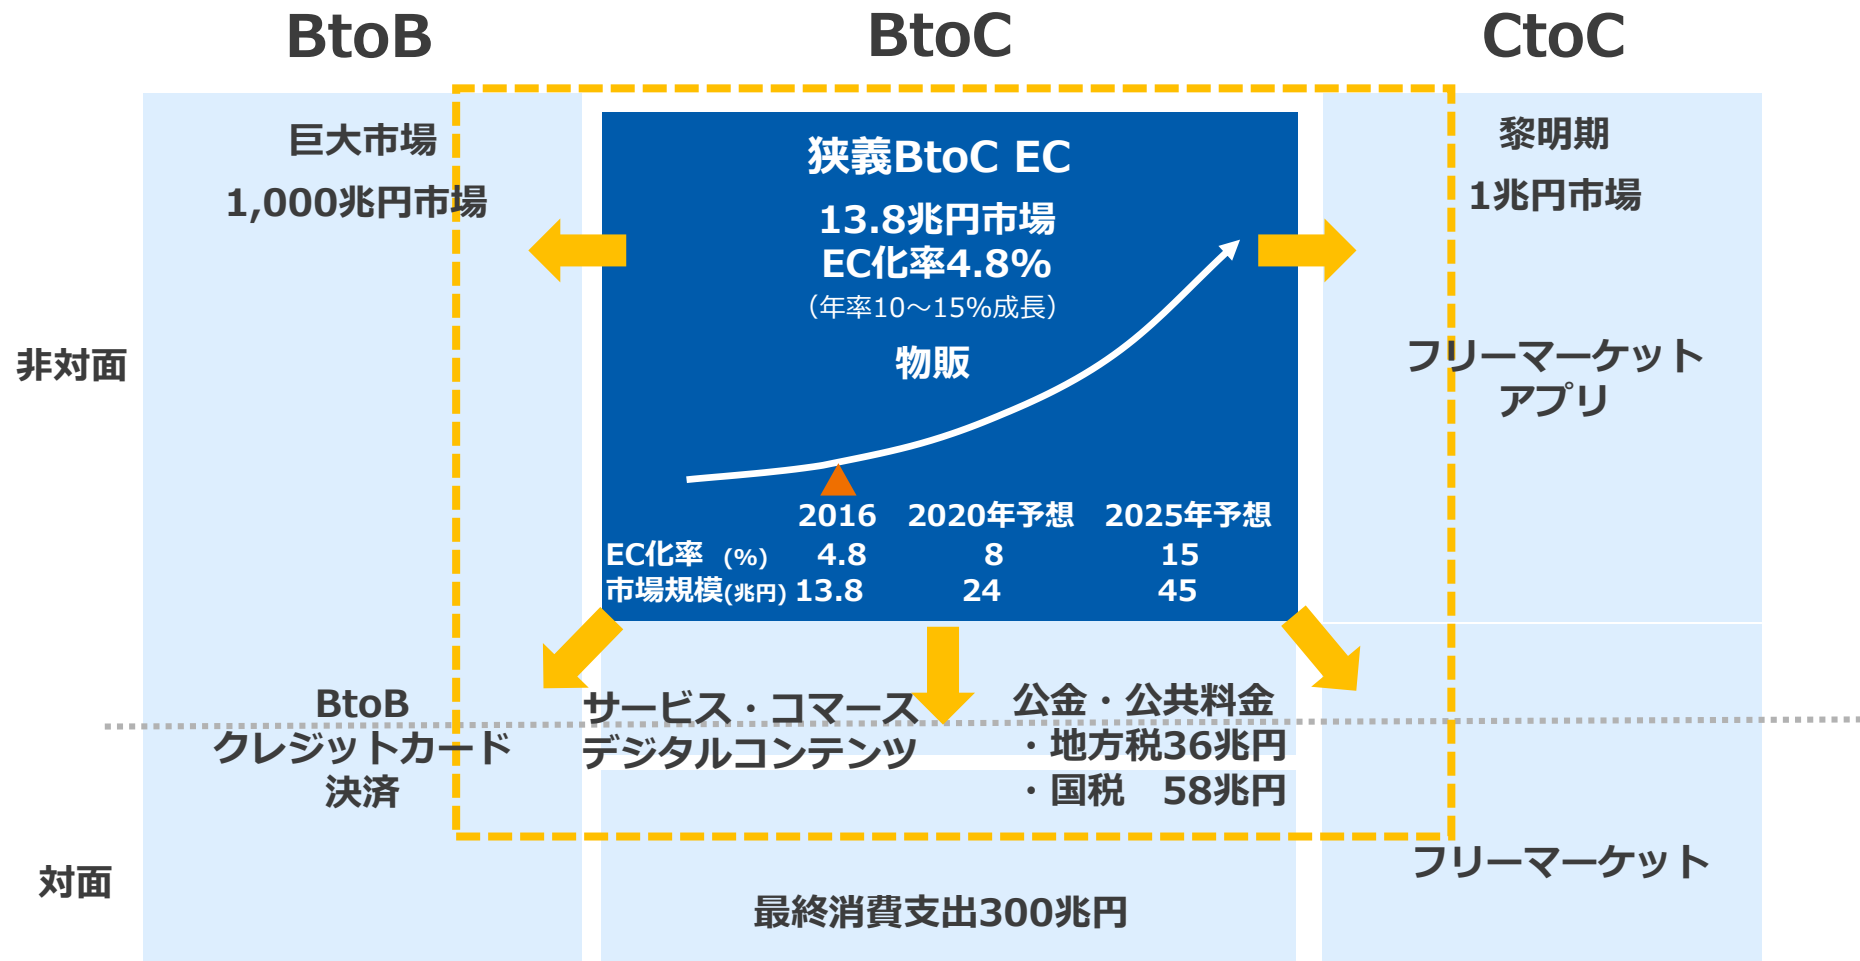 BtoB
BtoC
CtoC
非対面
巨大市場
1,000兆円市場
狭義BtoC EC
13.8兆円市場
EC化率4.8%
（年率10～15%成長）
物販
2016 2020年予想 2025年予想
EC化率 (%) 4.8 8 15
市場規模(兆円) 13.8 24 45
黎明期
1兆円市場
フリーマーケット
アプリ
BtoB
クレジットカード
決済
サービス・コマース
デジタルコンテンツ
公金・公共料金
・地方税36兆円
・国税　58兆円
対面
最終消費支出300兆円
フリーマーケット